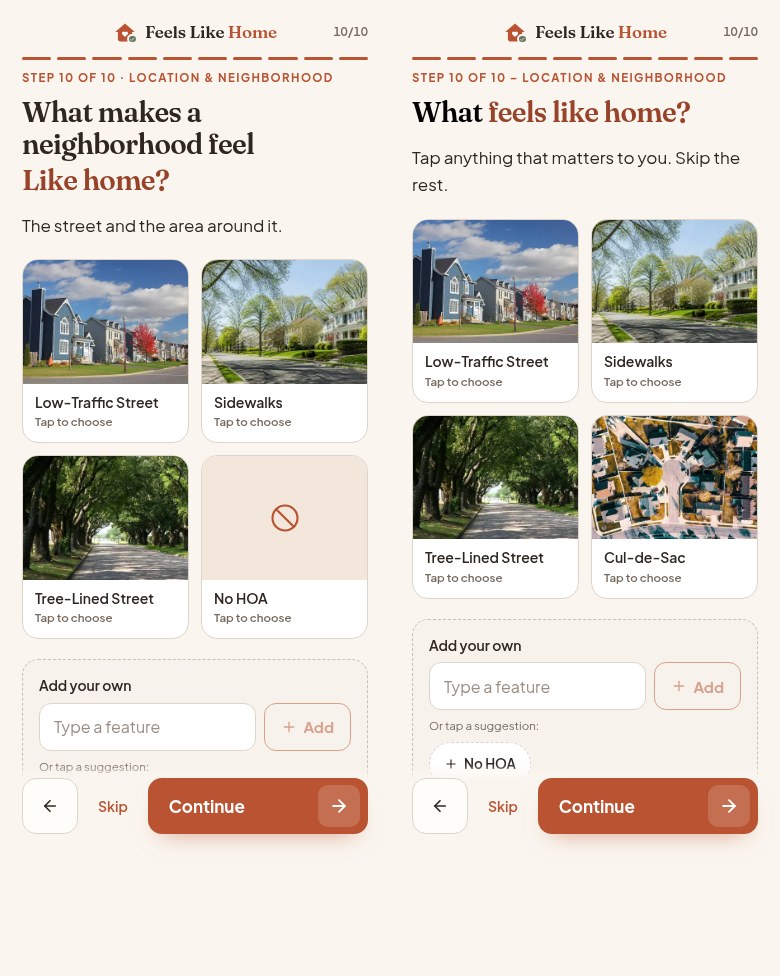 Feels Like Home
10/10
STEP 10 OF 10 · LOCATION & NEIGHBORHOOD
What makes a
neighborhood feel
Like home?
The street and the area around it.
Low-Traffic Street
Tap to choose
Sidewalks
Tap to choose
Tree-Lined Street
Tap to choose
No HOA
Tap to choose
Add your own
Type a feature
+ Add
Or tap a suggestion:
Skip
Continue
Feels Like Home
10/10
STEP 10 OF 10 – LOCATION & NEIGHBORHOOD
What feels like home?
Tap anything that matters to you. Skip the
rest.
Low-Traffic Street
Tap to choose
Sidewalks
Tap to choose
Tree-Lined Street
Tap to choose
Cul-de-Sac
Tap to choose
Add your own
Type a feature
+ Add
Or tap a suggestion:
+ No HOA
Skip
Continue